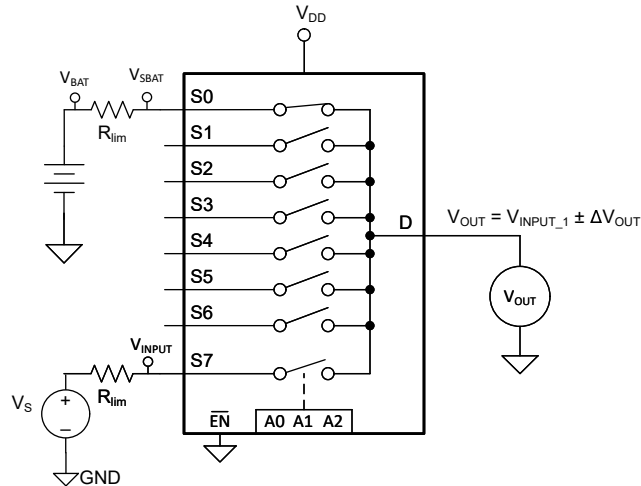 VDD
VBAT
VSBAT
Rlim
S0
S1
S2
S3
S4
S5
S6
S7
D
VOUT = VINPUT_1 ± ΔVOUT
VOUT
VINPUT
Rlim
VS
+
−
GND
EN
A0 A1 A2